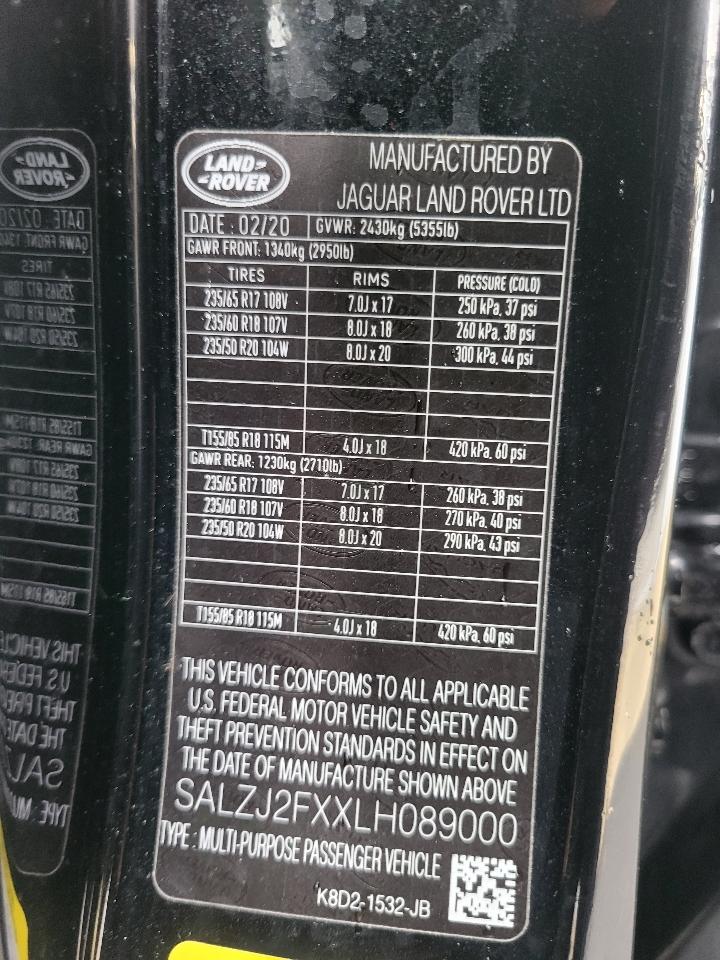 LAND-
-ROVER
MANUFACTURED BY
JAGUAR LAND ROVER LTD
DATE : 02/20 GVWR: 2430kg (5355lb)
GAWR FRONT: 1340kg (2950lb)
TIRES RIMS PRESSURE (COLD)
235/65 R17 108V 7.0J x 17 250 kPa, 37 psi
235/60 R18 107V 8.0J x 18 260 kPa, 38 psi
235/50 R20 104W 8.0J x 20 300 kPa, 44 psi
T155/85 R18 115M 4.0J x 18 420 kPa, 60 psi
GAWR REAR: 1230kg (2710lb)
235/65 R17 108V 7.0J x 17 260 kPa, 38 psi
235/60 R18 107V 8.0J x 18 270 kPa, 40 psi
235/50 R20 104W 8.0J x 20 290 kPa, 43 psi
T155/85 R18 115M 4.0J x 18 420 kPa, 60 psi
THIS VEHICLE CONFORMS TO ALL APPLICABLE
U.S. FEDERAL MOTOR VEHICLE SAFETY AND
THEFT PREVENTION STANDARDS IN EFFECT ON
THE DATE OF MANUFACTURE SHOWN ABOVE
SALZJ2FXXLH089000
TYPE : MULTI-PURPOSE PASSENGER VEHICLE
K8D2-1532-JB